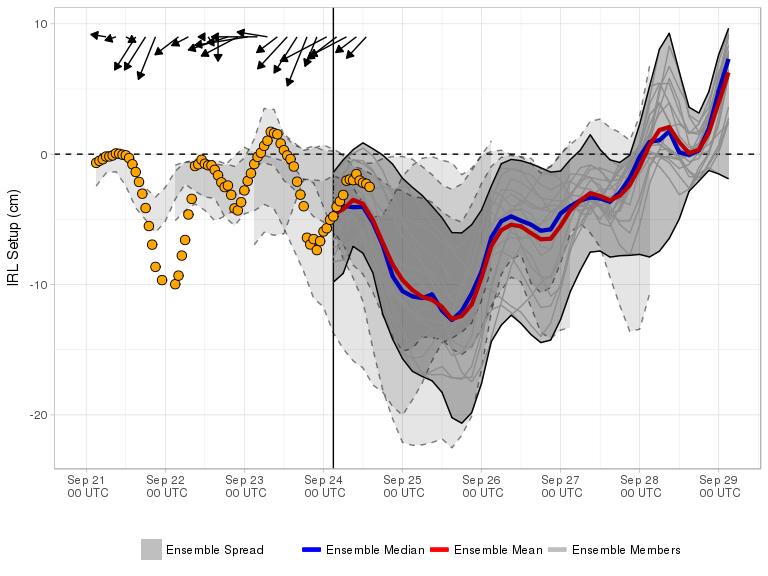 10
0
-10
-20
IRL Setup (cm)
Sep 21 Sep 22 Sep 23 Sep 24 Sep 25 Sep 26 Sep 27 Sep 28 Sep 29
00 UTC 00 UTC 00 UTC 00 UTC 00 UTC 00 UTC 00 UTC 00 UTC 00 UTC
Ensemble Spread Ensemble Median Ensemble Mean Ensemble Members